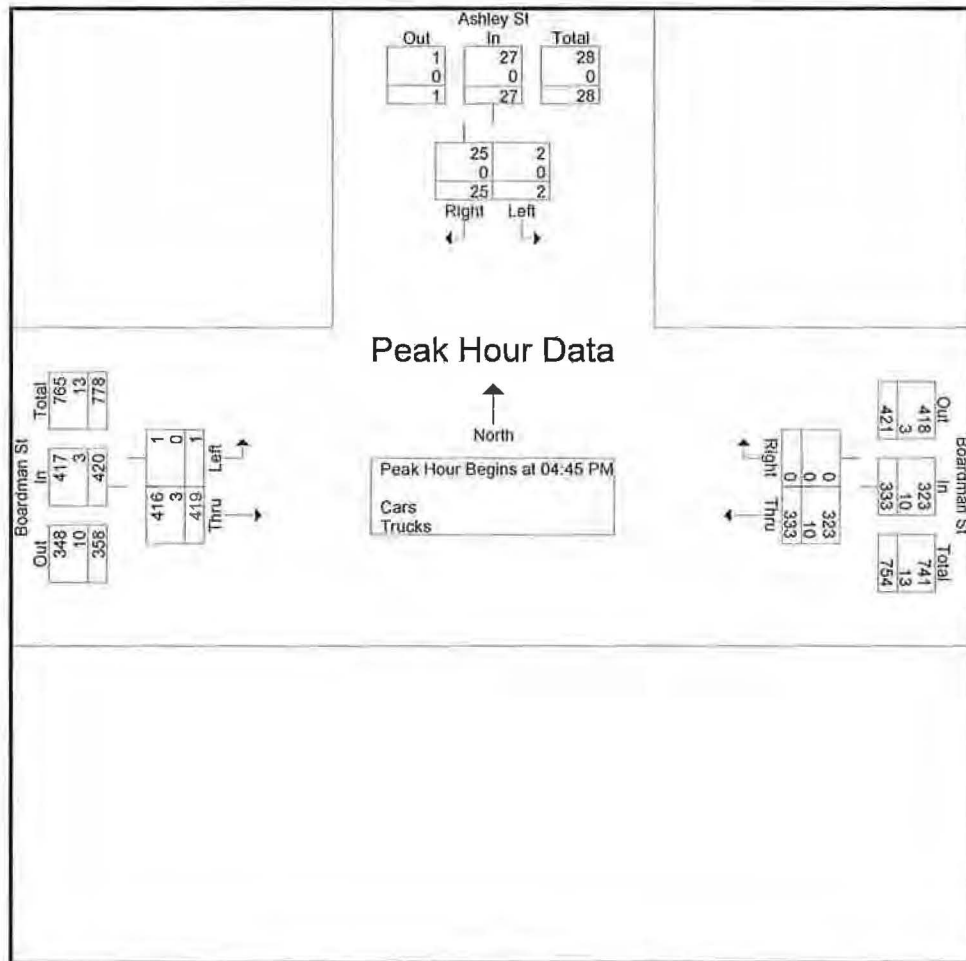 Ashley St
Out In Total
1 27 28
0 0 0
1 27 28
25 2
0 0
25 2
Right Left
Peak Hour Data
North
Peak Hour Begins at 04:45 PM
Cars
Trucks
Boardman St
Out In Total
348 417 765
10 3 13
358 420 778
Thru Left
416 1
3 0
419 1
Boardman St
Out In Total
418 323 741
3 10 13
421 333 754
Right Thru
0 323
0 10
0 333